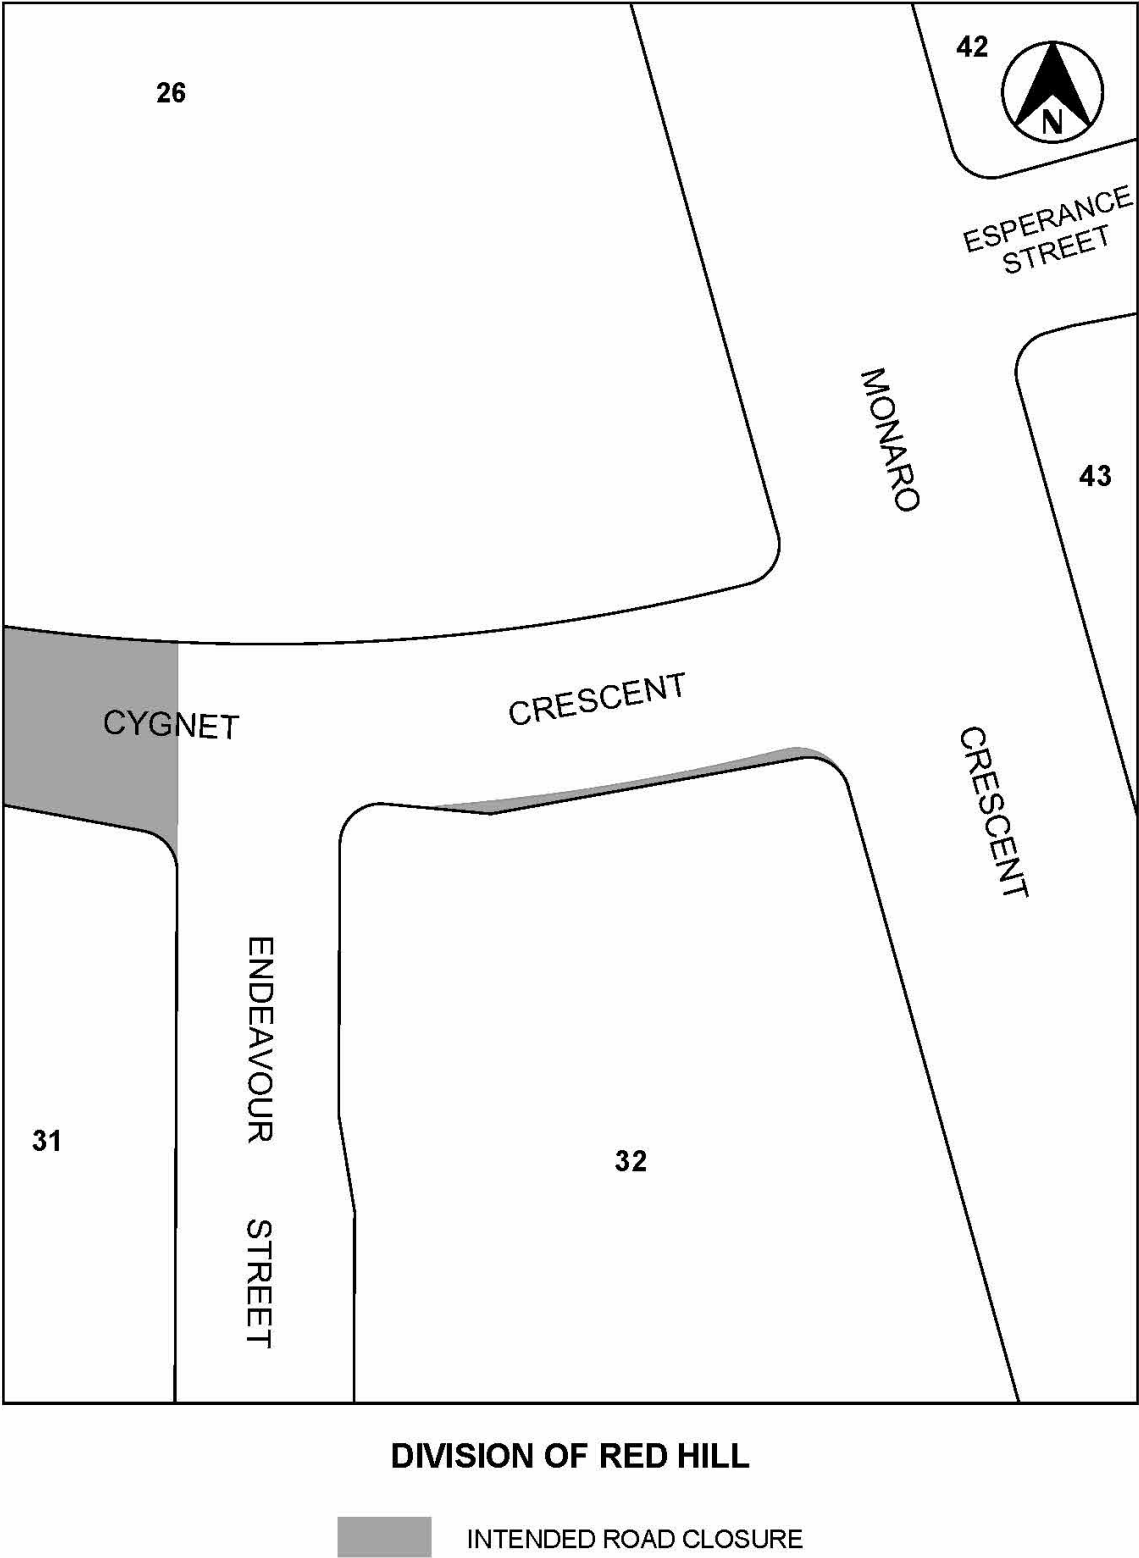 42
26
N
ESPERANCE
STREET
MONARO
43
CYGNET
CRESCENT
CRESCENT
ENDEAVOUR
STREET
31
32
DIVISION OF RED HILL
INTENDED ROAD CLOSURE